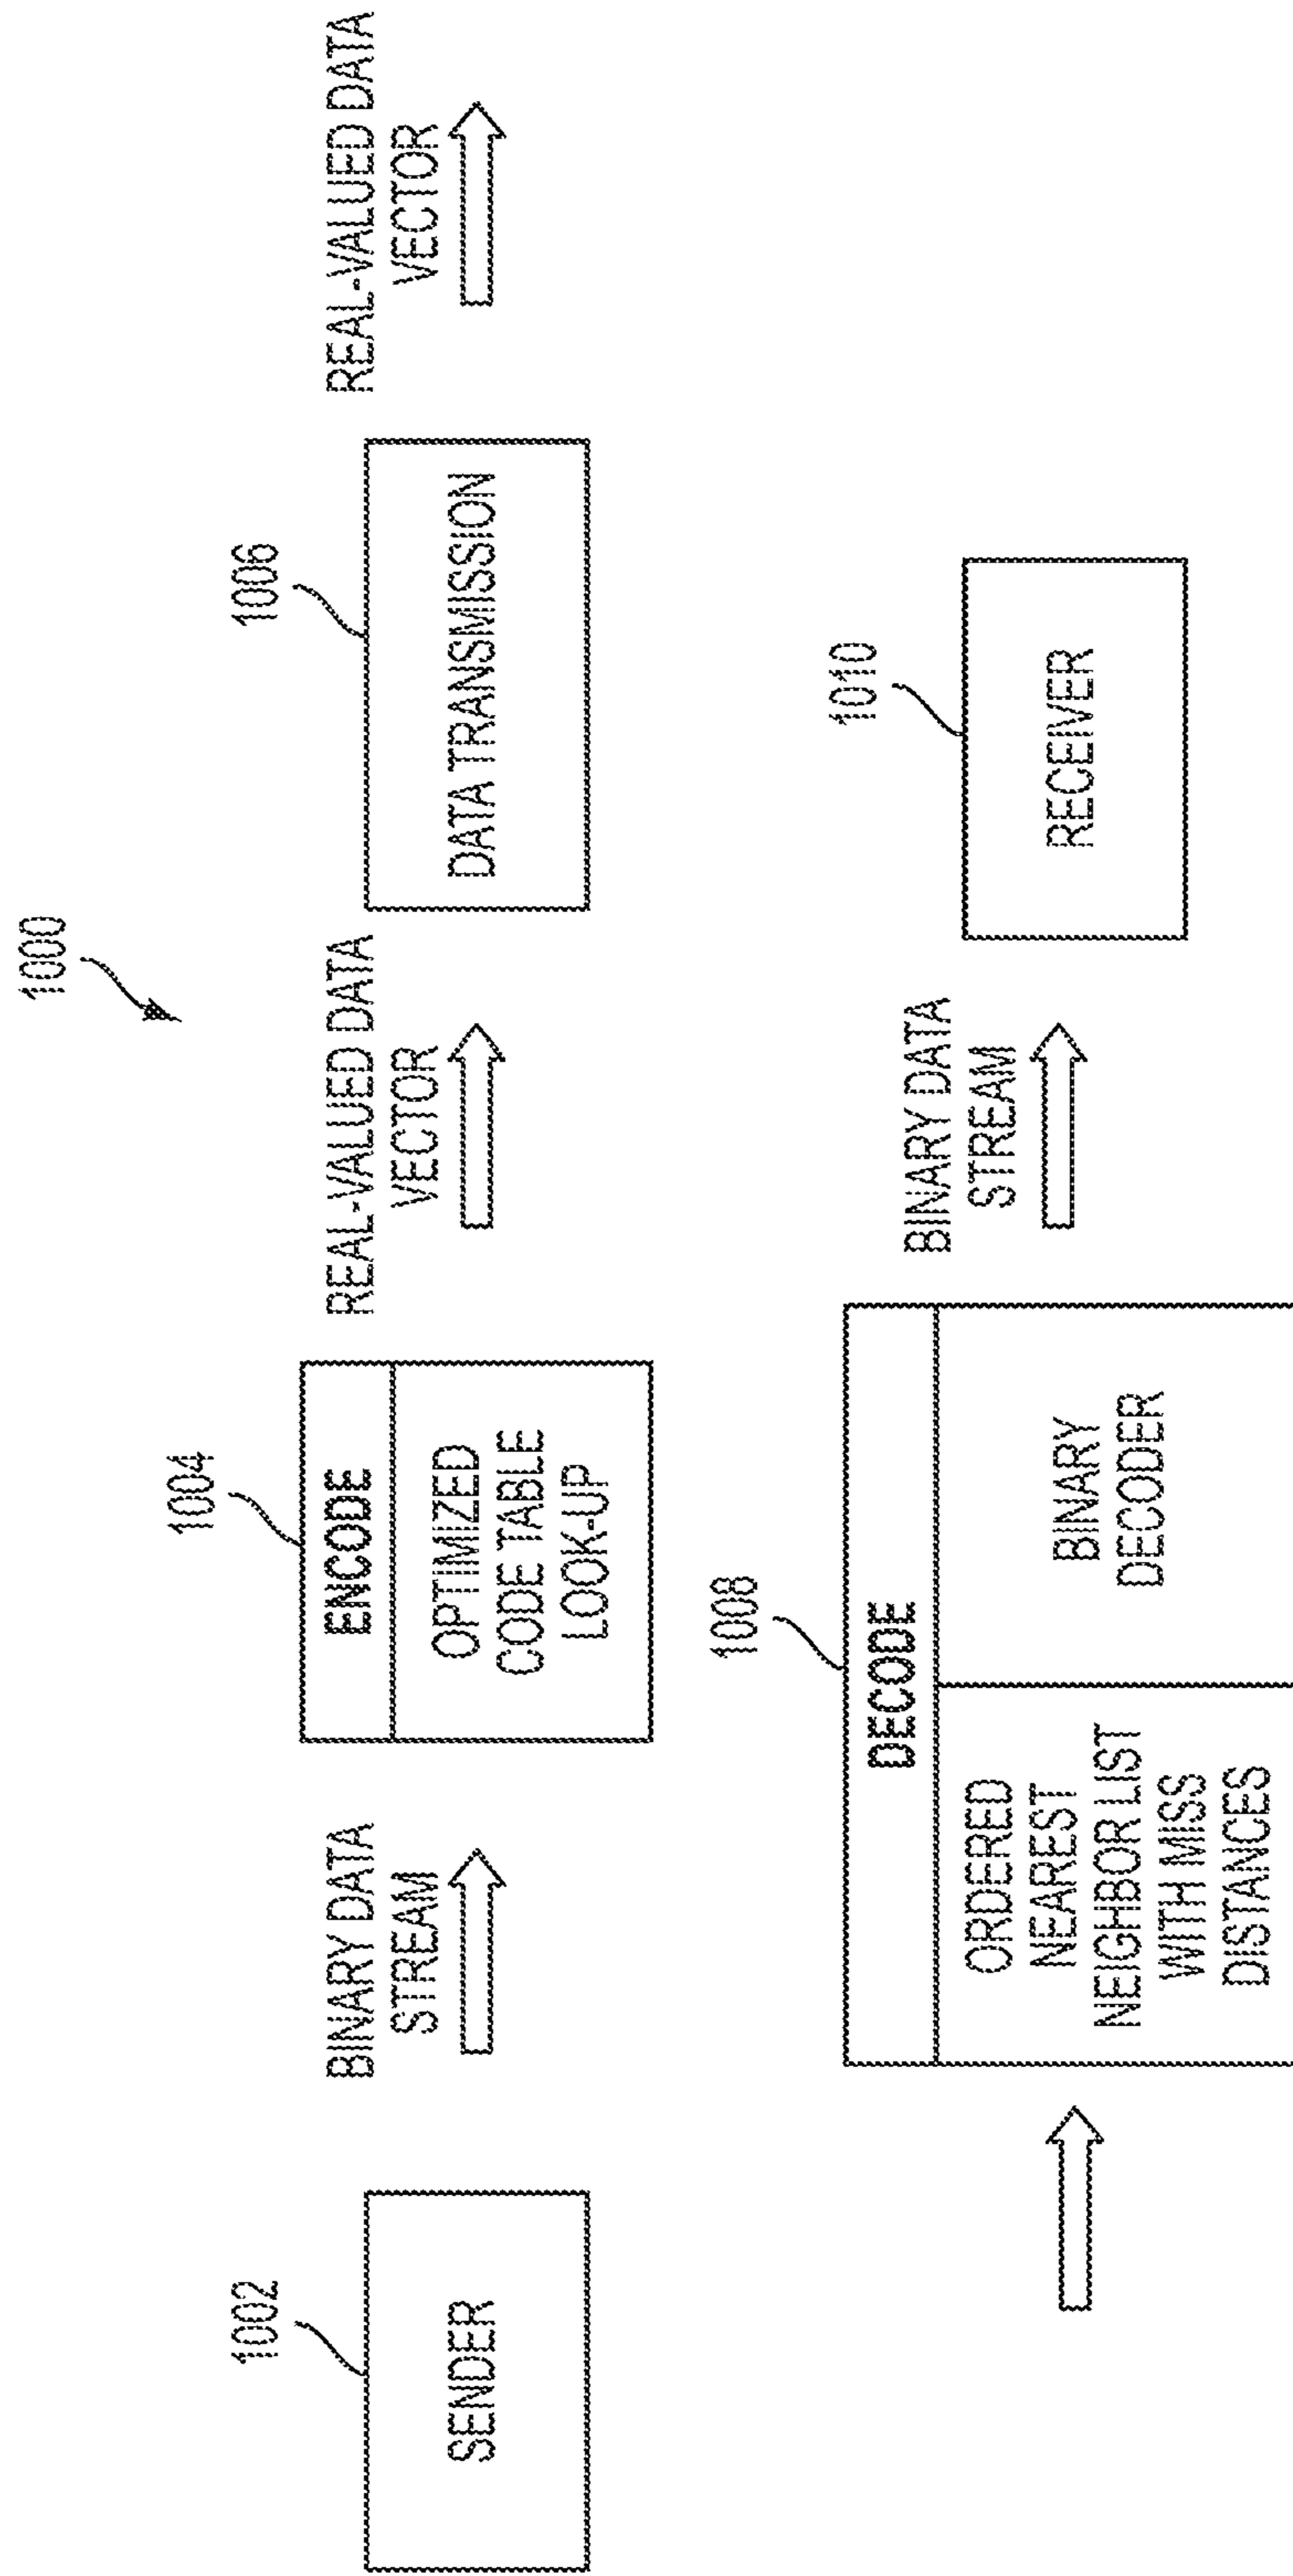 1000
1002
SENDER
BINARY DATA
STREAM
1004
ENCODE
OPTIMIZED
CODE TABLE
LOOK-UP
REAL-VALUED DATA
VECTOR
1006
DATA TRANSMISSION
REAL-VALUED DATA
VECTOR
1008
DECODE
ORDERED
NEAREST
NEIGHBOR LIST
WITH MISS
DISTANCES
BINARY
DECODER
BINARY DATA
STREAM
1010
RECEIVER